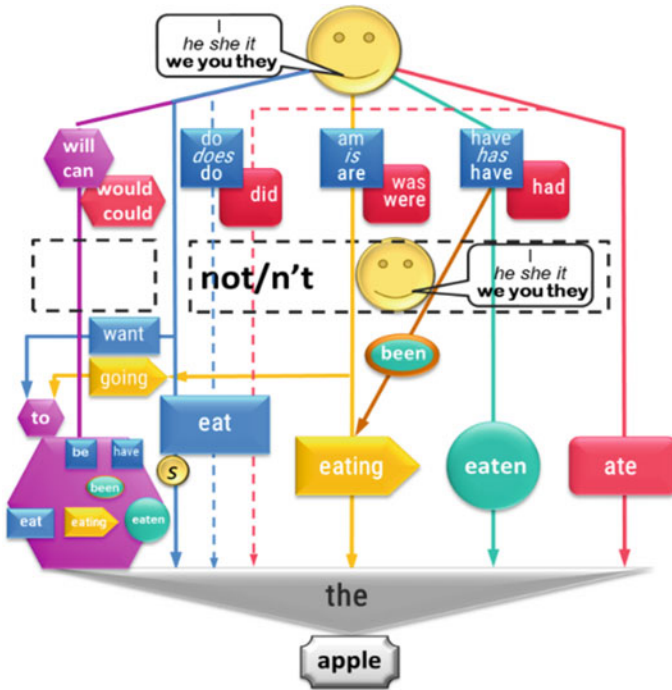 I
he she it
we you they
will
can
would
could
do
does
do
did
am
is
are
was
were
have
has
have
had
not/n't
I
he she it
we you they
want
going
to
been
eat
s
eating
eaten
ate
be
have
been
eat
eating
eaten
the
apple